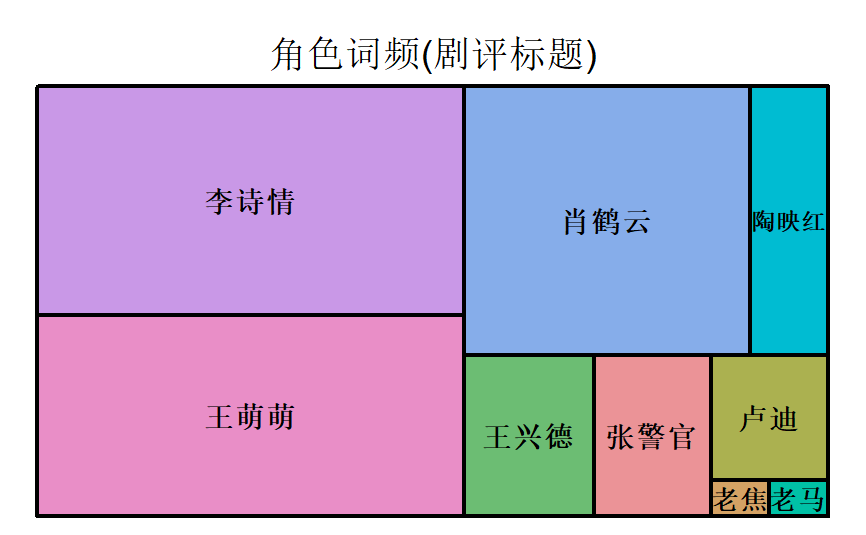 角色词频(剧评标题)
李诗情
肖鹤云
陶映红
王萌萌
王兴德
张警官
卢迪
老焦
老马